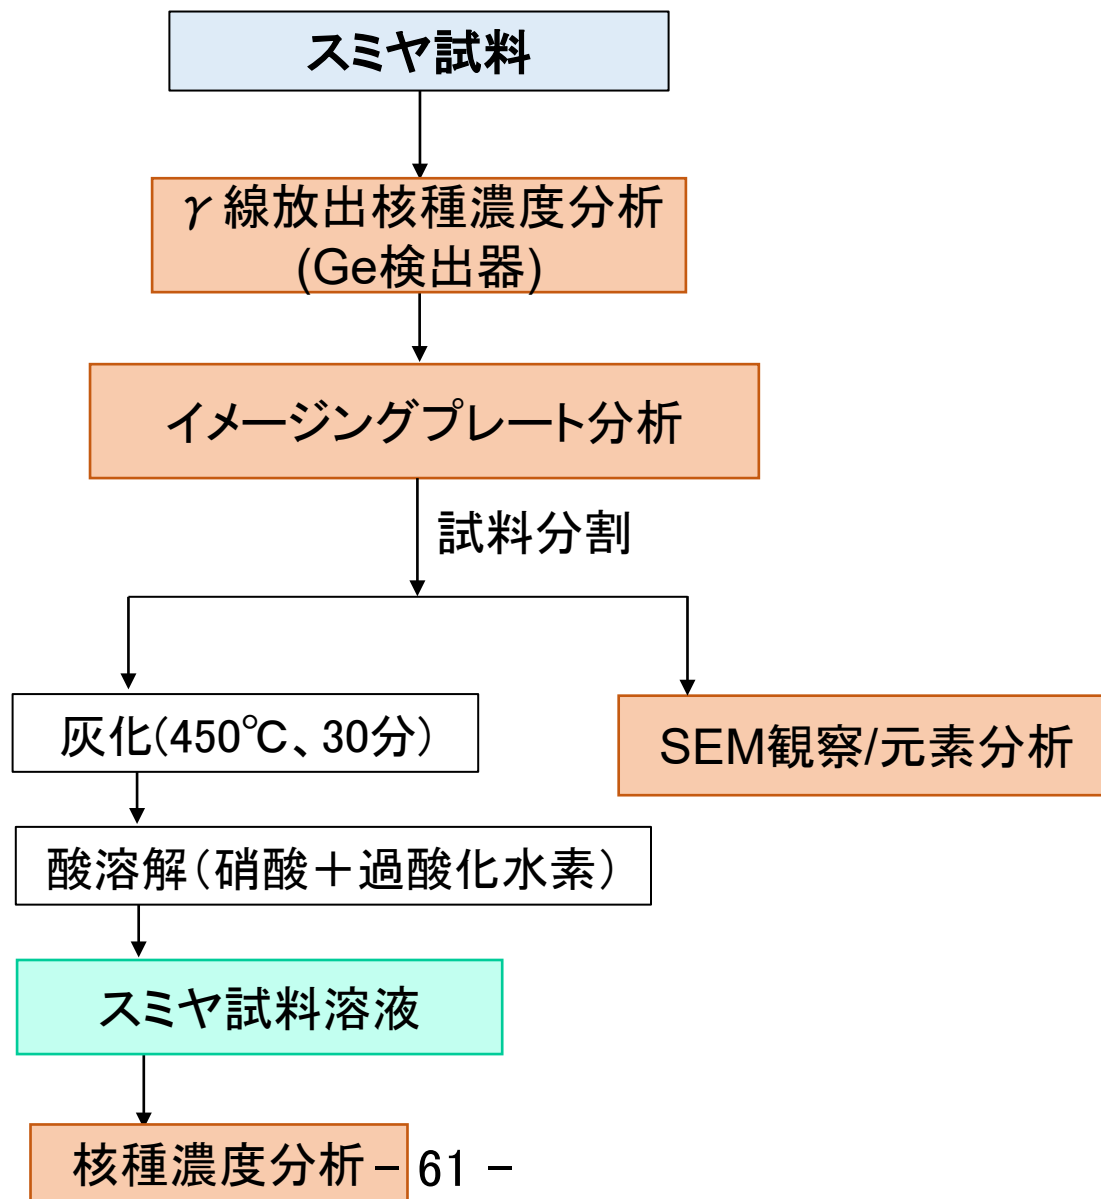 スミヤ試料
γ線放出核種濃度分析
(Ge検出器)
イメージングプレート分析
試料分割
灰化(450℃、30分)
SEM観察/元素分析
酸溶解(硝酸＋過酸化水素)
スミヤ試料溶液
核種濃度分析
− 61 −